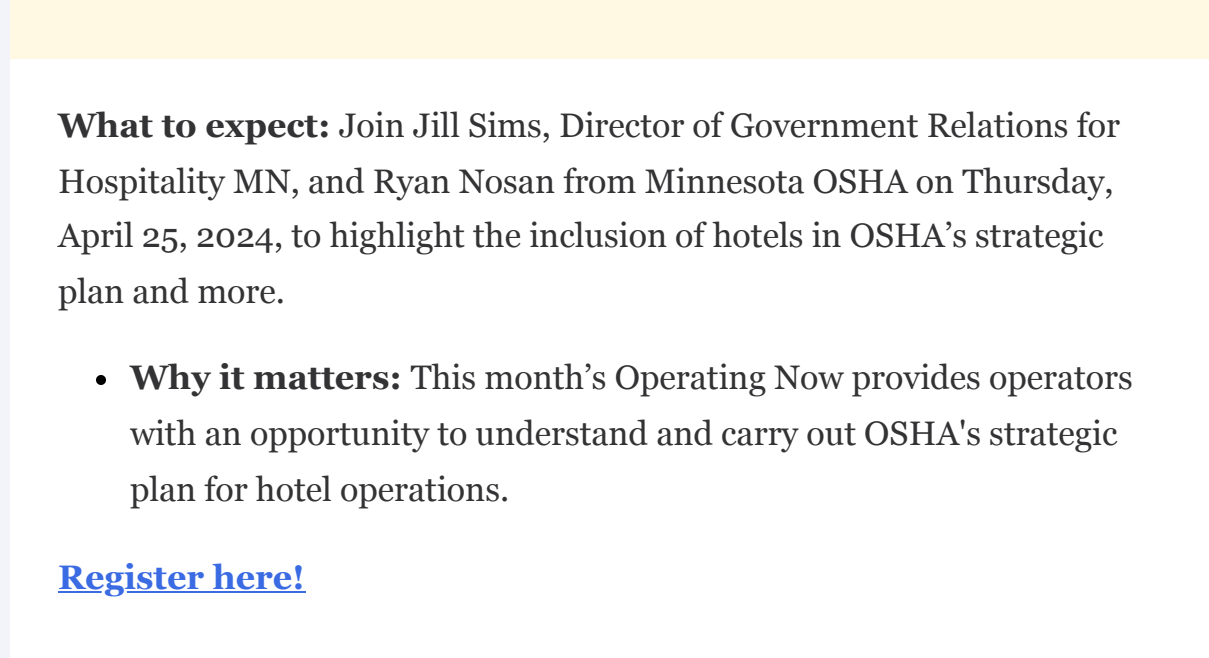 What to expect: Join Jill Sims, Director of Government Relations for
Hospitality MN, and Ryan Nosan from Minnesota OSHA on Thursday,
April 25, 2024, to highlight the inclusion of hotels in OSHA’s strategic
plan and more.
• Why it matters: This month’s Operating Now provides operators
with an opportunity to understand and carry out OSHA's strategic
plan for hotel operations.
Register here!